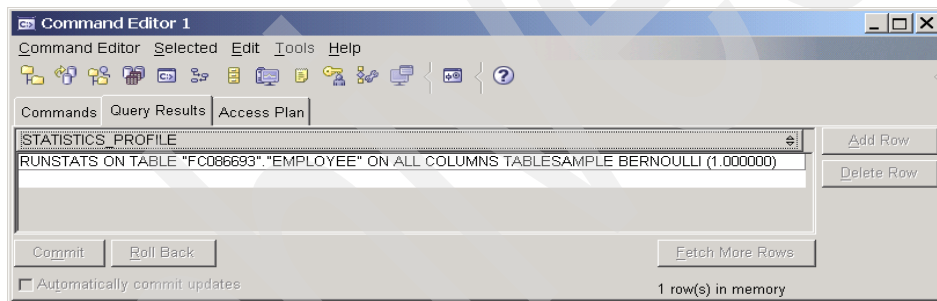 Command Editor 1
Command Editor Selected Edit Tools Help
Commands Query Results Access Plan
STATISTICS_PROFILE
Add Row
RUNSTATS ON TABLE "FC086693"."EMPLOYEE" ON ALL COLUMNS TABLESAMPLE BERNOULLI (1.000000)
Delete Row
Commit Roll Back Fetch More Rows
Automatically commit updates
1 row(s) in memory